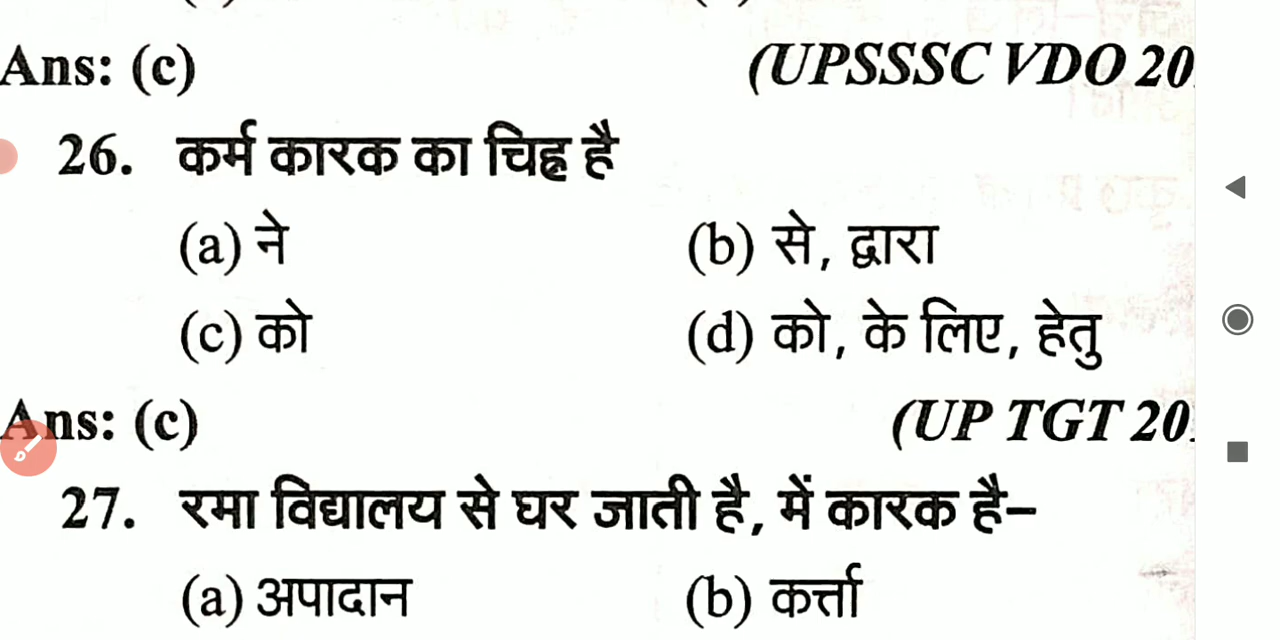 Ans: (c) (UPSSSC VDO 20
26. कर्म कारक का चिह्न है
(a) ने (b) से, द्वारा
(c) को (d) को, के लिए, हेतु
Ans: (c) (UP TGT 20
27. रमा विद्यालय से घर जाती है, में कारक है–
(a) अपादान (b) कर्त्ता